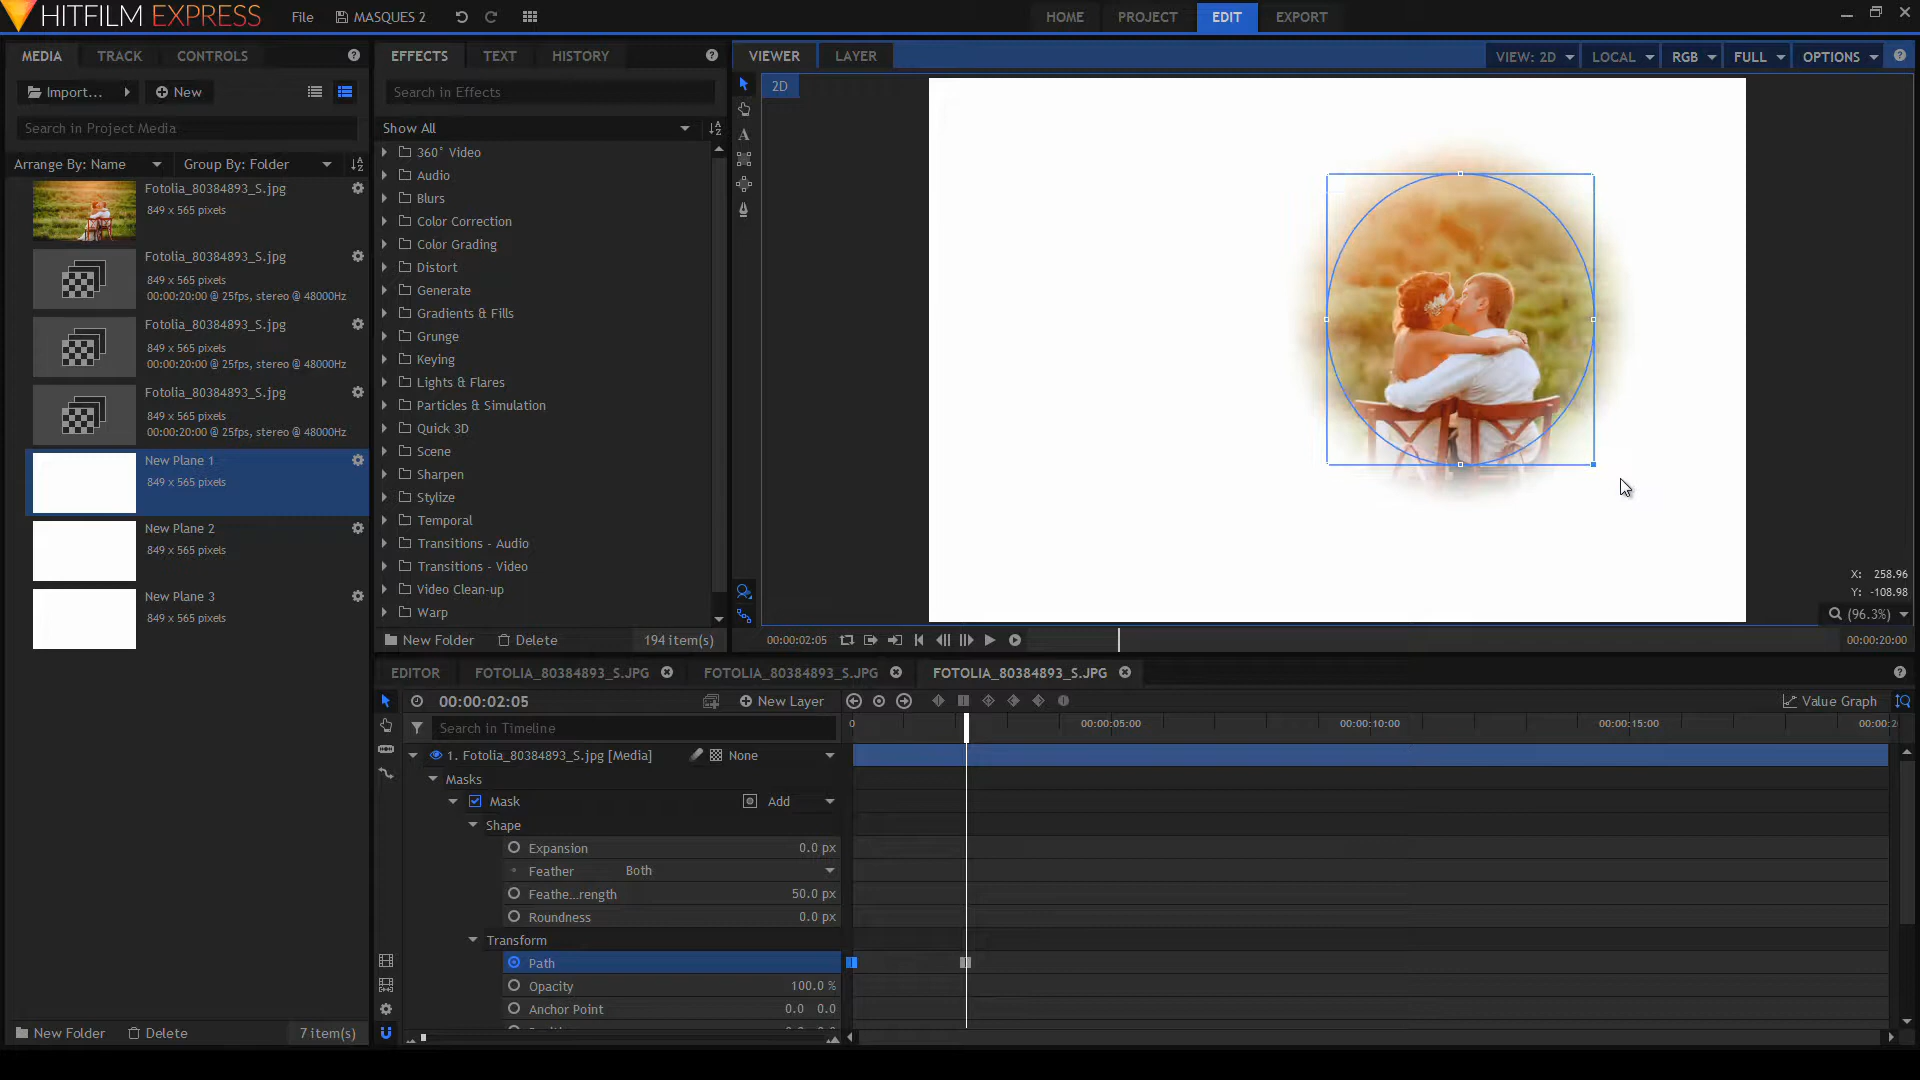 HITFILM EXPRESS
File
MASQUES 2
HOME
PROJECT
EDIT
EXPORT
MEDIA
TRACK
CONTROLS
Import...
New
Search in Project Media
Arrange By: Name
Group By: Folder
Fotolia_80384893_S.jpg
849 x 565 pixels
Fotolia_80384893_S.jpg
849 x 565 pixels
00:00:20:00 @ 25fps, stereo @ 48000Hz
Fotolia_80384893_S.jpg
849 x 565 pixels
00:00:20:00 @ 25fps, stereo @ 48000Hz
Fotolia_80384893_S.jpg
849 x 565 pixels
00:00:20:00 @ 25fps, stereo @ 48000Hz
New Plane 1
849 x 565 pixels
New Plane 2
849 x 565 pixels
New Plane 3
849 x 565 pixels
New Folder
Delete
7 item(s)
EFFECTS
TEXT
HISTORY
Search in Effects
Show All
360° Video
Audio
Blurs
Color Correction
Color Grading
Distort
Generate
Gradients & Fills
Grunge
Keying
Lights & Flares
Particles & Simulation
Quick 3D
Scene
Sharpen
Stylize
Temporal
Transitions - Audio
Transitions - Video
Video Clean-up
Warp
New Folder
Delete
194 item(s)
VIEWER
LAYER
VIEW: 2D
LOCAL
RGB
FULL
OPTIONS
2D
X: 258.96
Y: -108.98
(96.3%)
00:00:02:05
00:00:20:00
EDITOR
FOTOLIA_80384893_S.JPG
FOTOLIA_80384893_S.JPG
FOTOLIA_80384893_S.JPG
00:00:02:05
New Layer
Value Graph
Search in Timeline
0
00:00:05:00
00:00:10:00
00:00:15:00
1. Fotolia_80384893_S.jpg [Media]
None
Masks
Mask
Add
Shape
Expansion 0.0 px
Feather Both
Feathe...rength 50.0 px
Roundness 0.0 px
Transform
Path
Opacity 100.0 %
Anchor Point 0.0 0.0